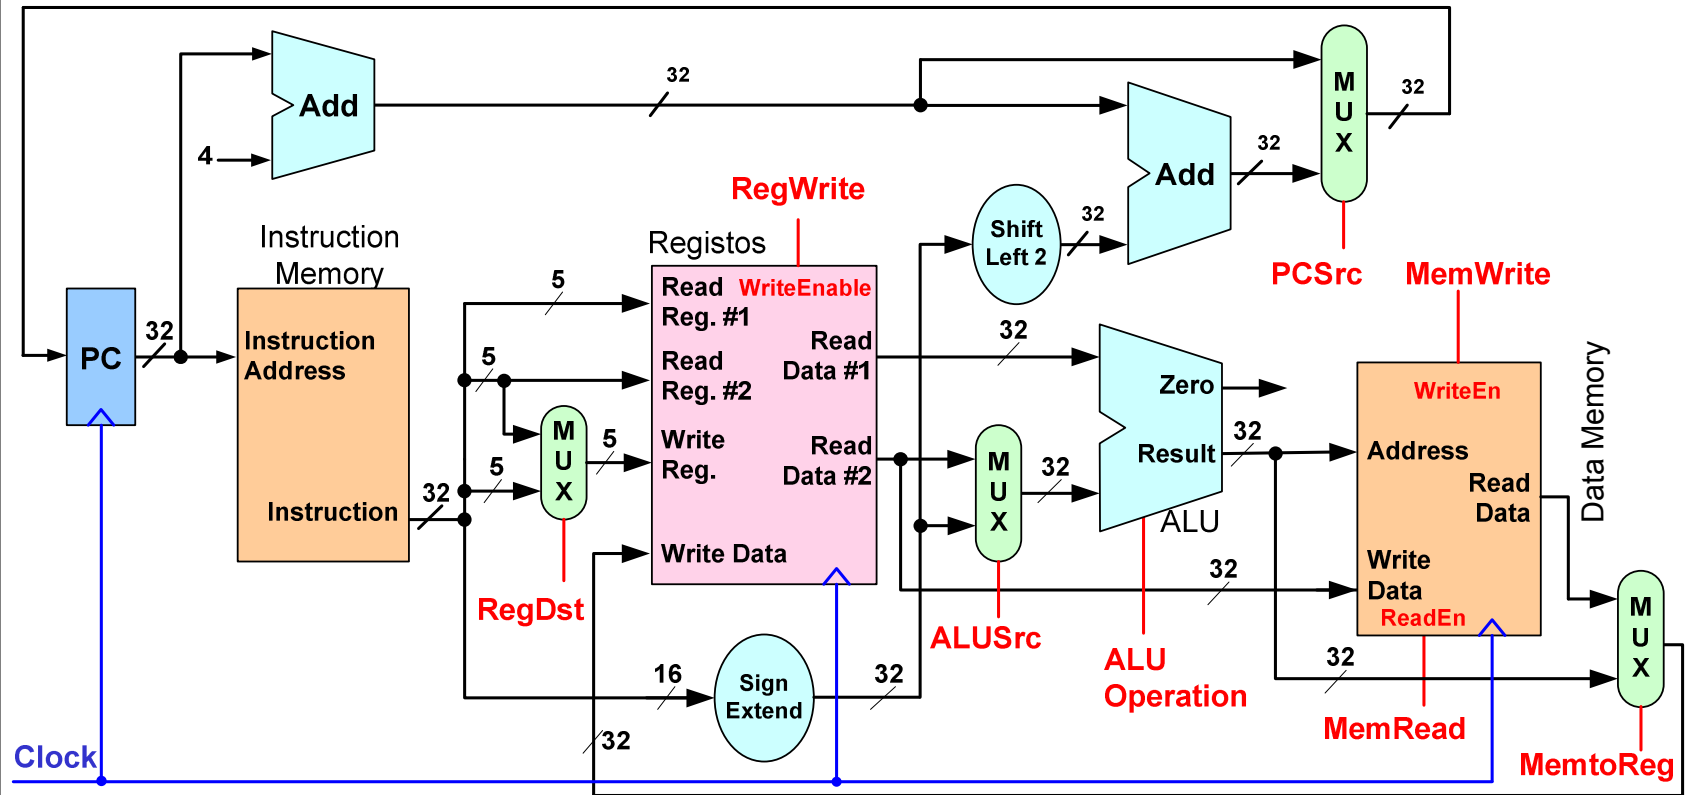 32
M
U
X
32
Add
4
32
Add
32
RegWrite
Shift
Left 2
32
PCSrc
MemWrite
Instruction
Memory
Registos
PC
32
Instruction
Address
Instruction
32
5
5
5
M
U
X
5
RegDst
Read
Reg. #1
WriteEnable
Read
Reg. #2
Write
Reg.
Write Data
Read
Data #1
Read
Data #2
32
M
U
X
32
ALUSrc
Zero
Result
ALU
ALU
Operation
32
32
WriteEn
Address
Read
Data
Write
Data
ReadEn
Data Memory
MemRead
32
M
U
X
MemtoReg
16
Sign
Extend
32
32
Clock